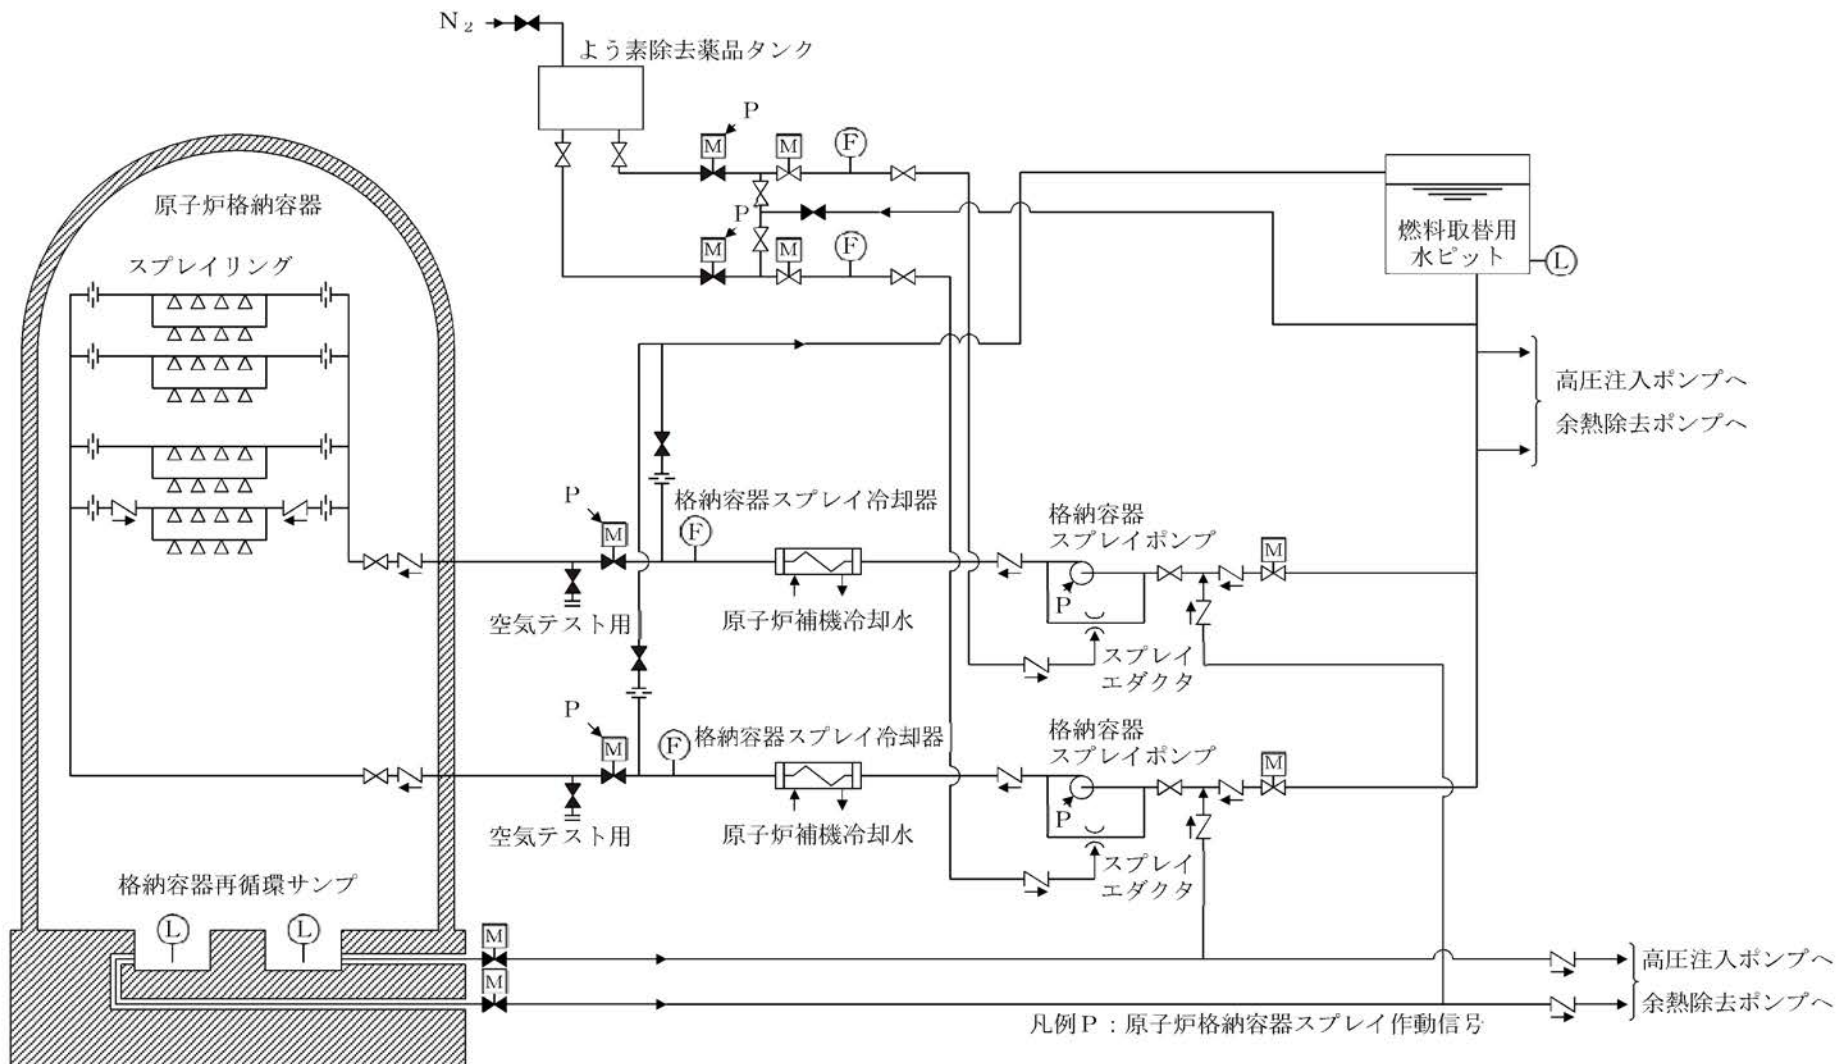 N₂
よう素除去薬品タンク
P
M
M
F
原子炉格納容器
P
M
M
F
燃料取替用
水ピット
L
スプレイリング
高圧注入ポンプへ
余熱除去ポンプへ
P
M
格納容器スプレイ冷却器
F
格納容器
スプレイポンプ
M
P
空気テスト用
原子炉補機冷却水
スプレイ
エダクタ
P
M
F
格納容器スプレイ冷却器
格納容器
スプレイポンプ
M
P
空気テスト用
原子炉補機冷却水
スプレイ
エダクタ
格納容器再循環サンプ
L
L
M
M
高圧注入ポンプへ
余熱除去ポンプへ
凡例P：原子炉格納容器スプレイ作動信号